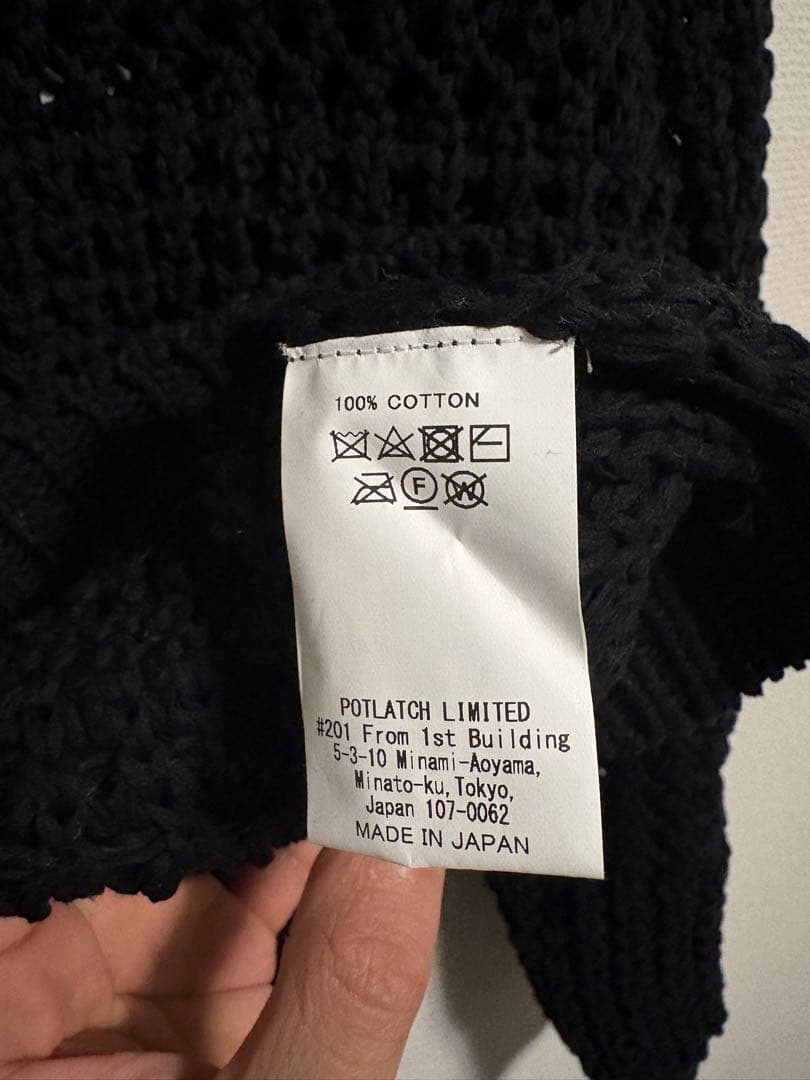 100% COTTON
F W
POTLATCH LIMITED
#201 From 1st Building
5-3-10 Minami-Aoyama,
Minato-ku, Tokyo,
Japan 107-0062
MADE IN JAPAN